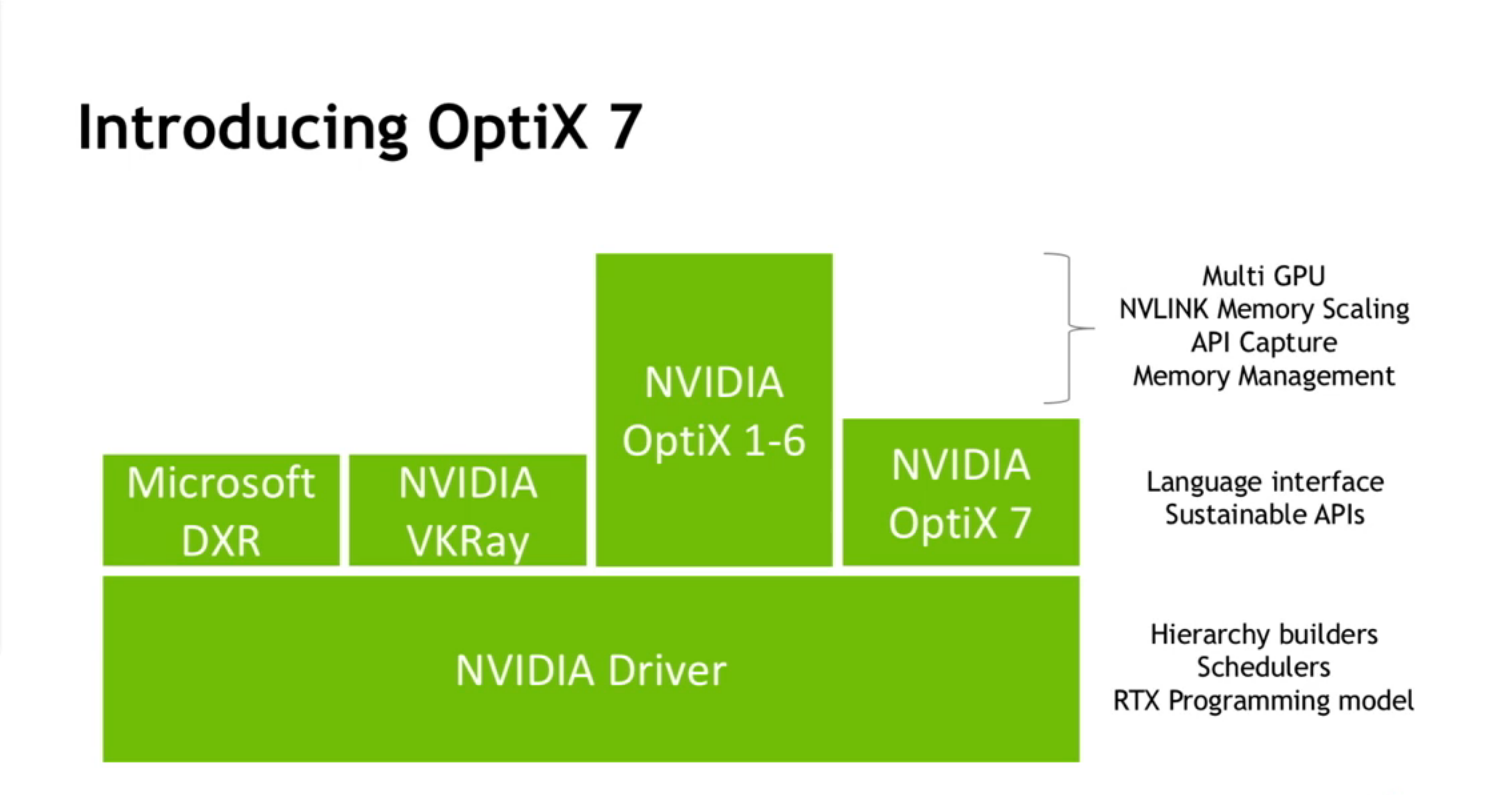 Introducing OptiX 7
Multi GPU
NVLINK Memory Scaling
API Capture
Memory Management
Microsoft
DXR
NVIDIA
VKRay
NVIDIA
OptiX 1-6
NVIDIA
OptiX 7
Language interface
Sustainable APIs
NVIDIA Driver
Hierarchy builders
Schedulers
RTX Programming model